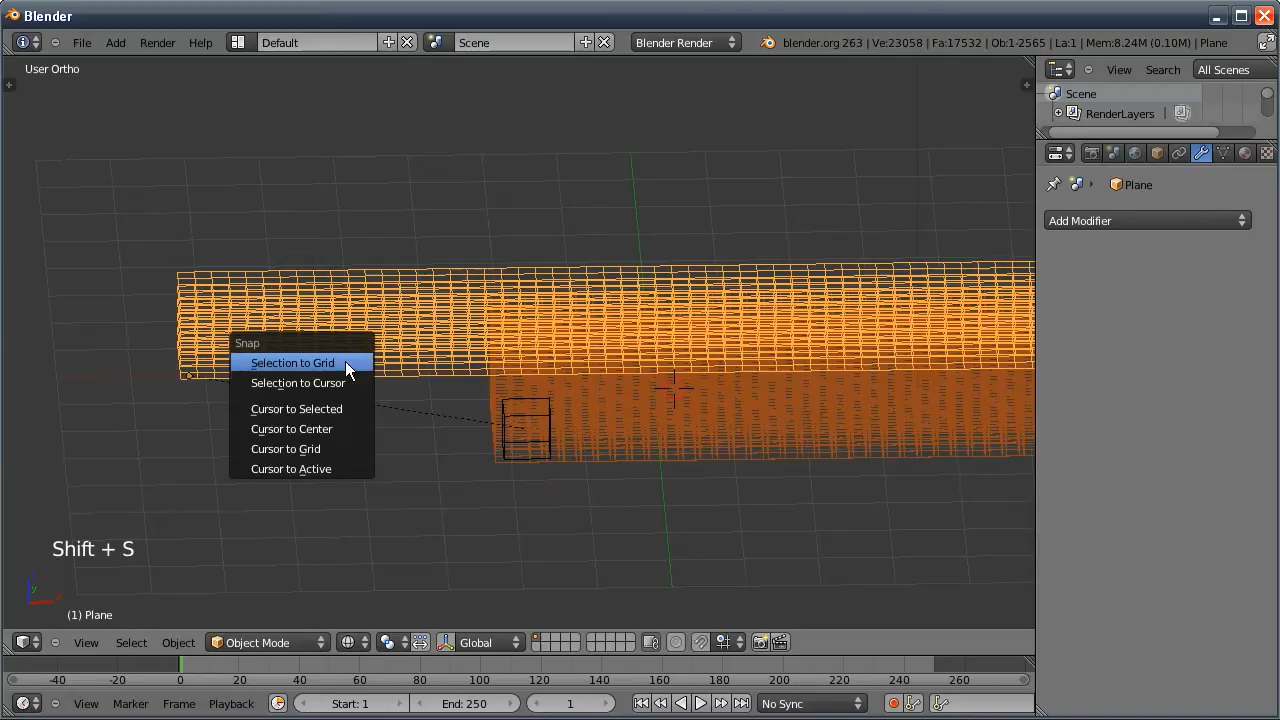 Blender
File Add Render Help Default Scene Blender Render blender.org 263 | Ve:23058 | Fa:17532 | Ob:1-2565 | La:1 | Mem:8.24M (0.10M) | Plane
User Ortho
View Search All Scenes
Scene
RenderLayers
Plane
Add Modifier
Snap
Selection to Grid
Selection to Cursor
Cursor to Selected
Cursor to Center
Cursor to Grid
Cursor to Active
Shift + S
y x
(1) Plane
View Select Object Object Mode Global
-40 -20 0 20 40 60 80 100 120 140 160 180 200 220 240 260
View Marker Frame Playback Start: 1 End: 250 1 No Sync